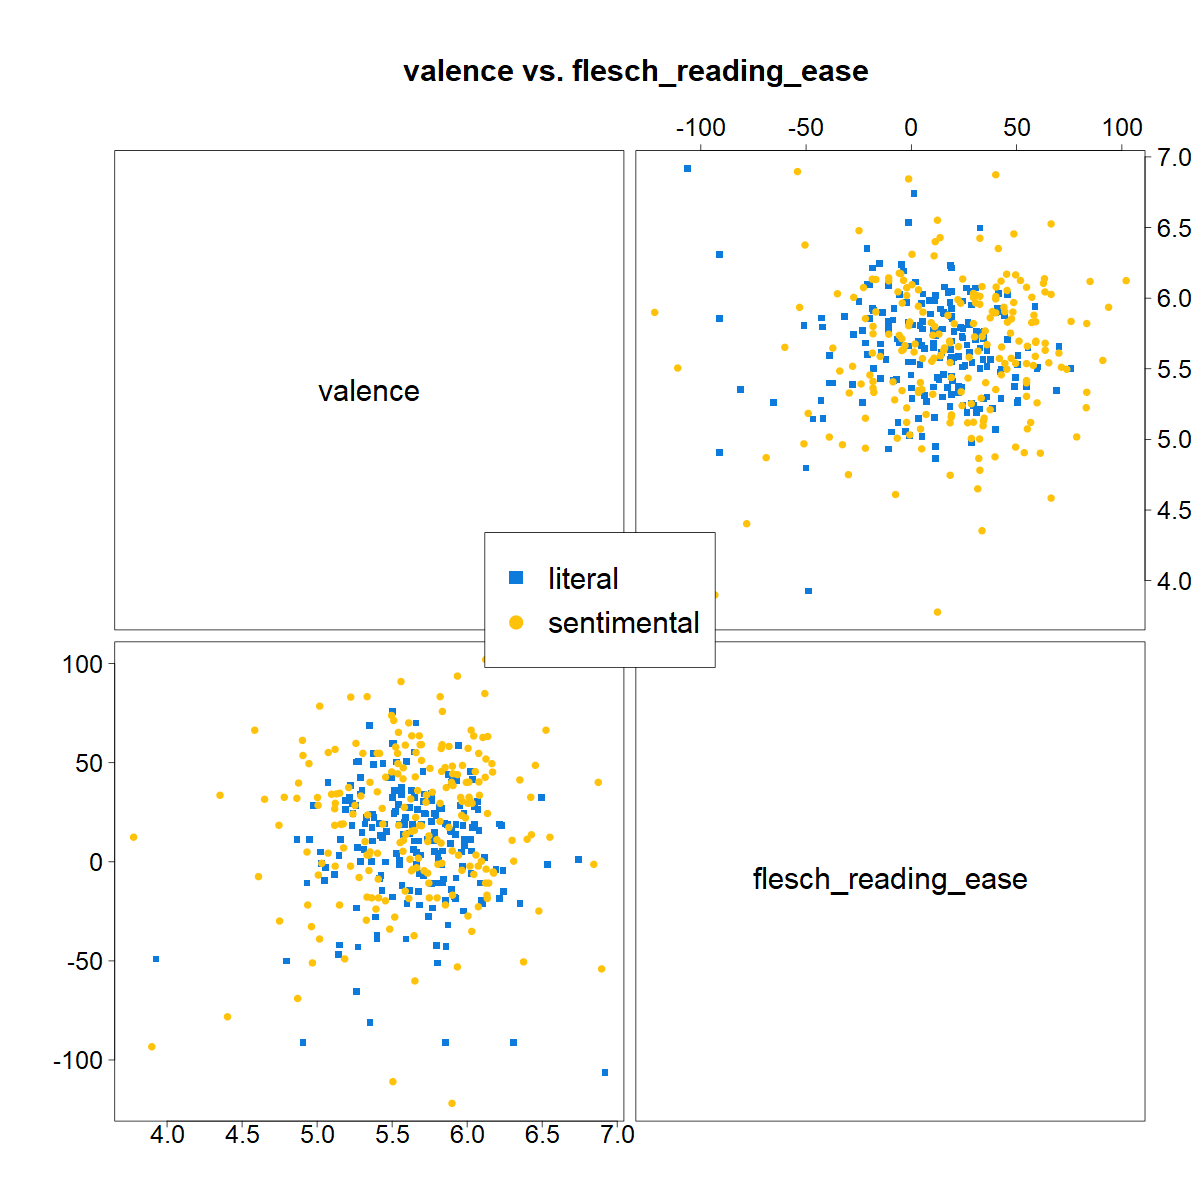 valence vs. flesch_reading_ease
-100 -50 0 50 100
7.0
6.5
6.0
valence
5.5
5.0
4.5
4.0
literal
sentimental
100
50
0
flesch_reading_ease
-50
-100
4.0 4.5 5.0 5.5 6.0 6.5 7.0